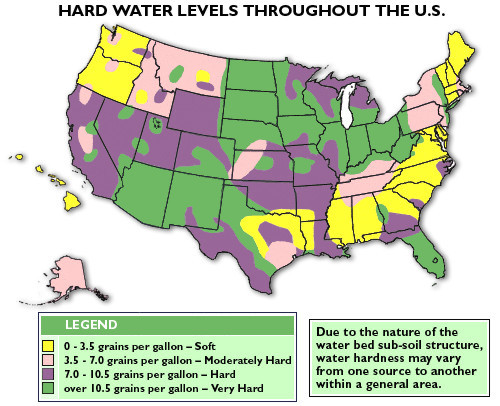 HARD WATER LEVELS THROUGHOUT THE U.S.
LEGEND
0 - 3.5 grains per gallon – Soft
3.5 - 7.0 grains per gallon – Moderately Hard
7.0 - 10.5 grains per gallon – Hard
over 10.5 grains per gallon – Very Hard
Due to the nature of the
water bed sub-soil structure,
water hardness may vary
from one source to another
within a general area.